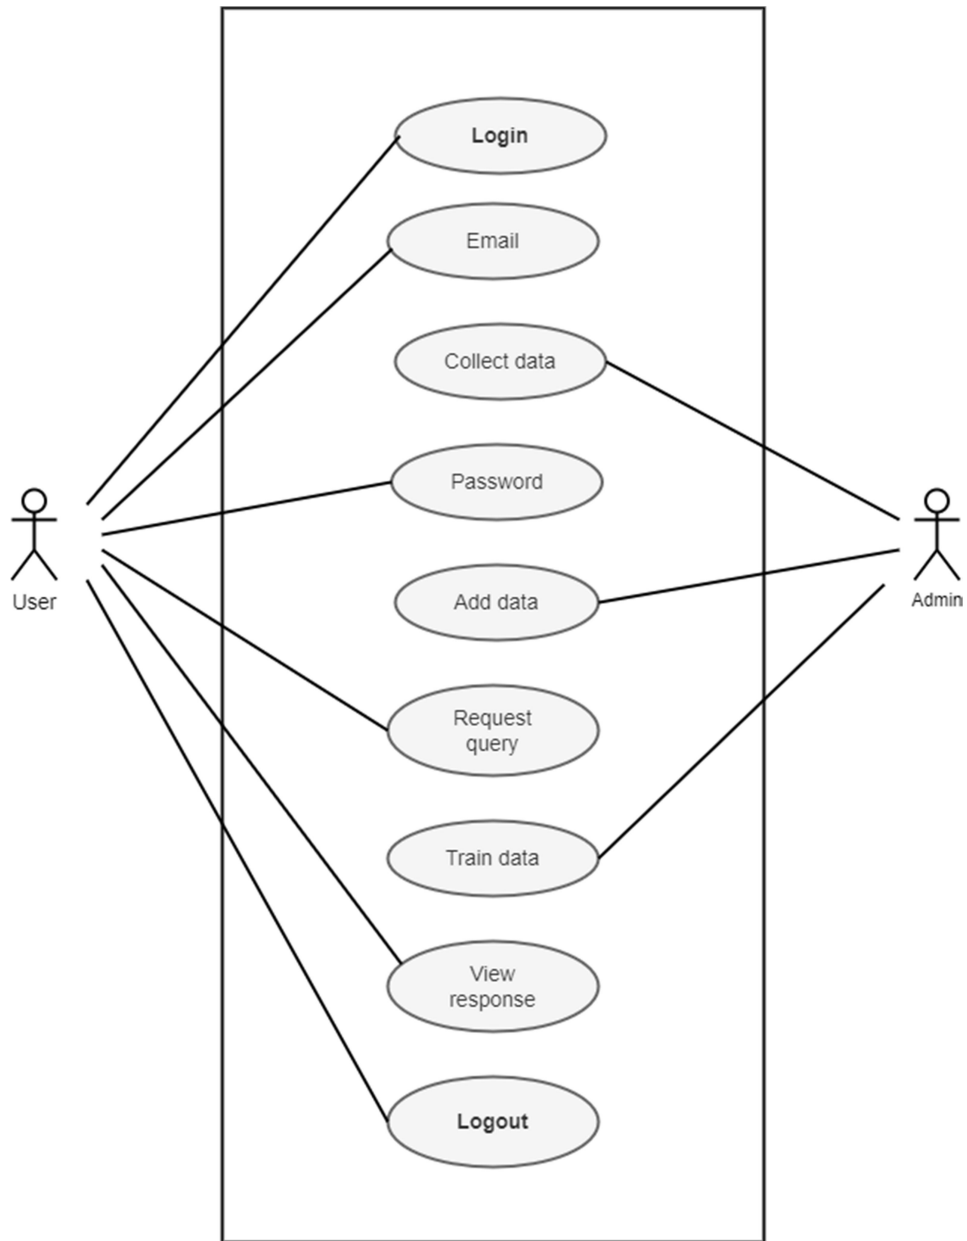 Login
Email
Collect data
Password
Add data
User
Admin
Request
query
Train data
View
response
Logout